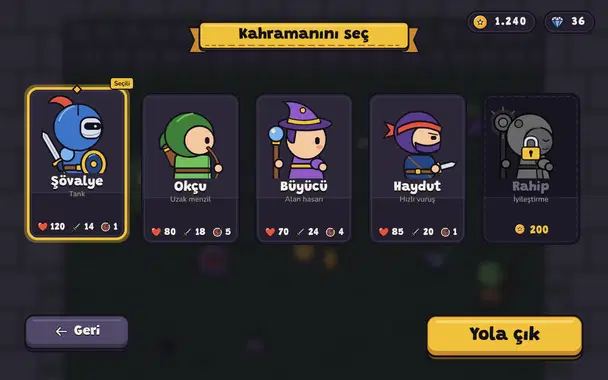 Kahramanını seç
1.240
36
Seçili
Şövalye
Tank
120 14 1
Okçu
Uzak menzil
80 18 5
Büyücü
Alan hasarı
70 24 4
Haydut
Hızlı vuruş
85 20 1
Rahip
İyileştirme
200
← Geri
Yola çık